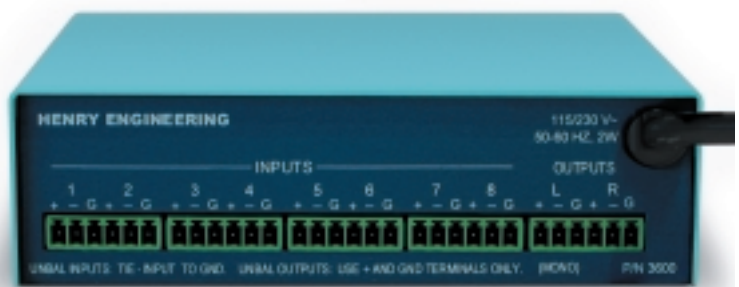 HENRY ENGINEERING
115/230 V~
50-60 HZ, 2W
INPUTS
OUTPUTS
1 2 3 4 5 6 7 8 L R
+ - G + - G + - G + - G + - G + - G + - G + - G + - G + - G
UNBAL INPUTS: TIE - INPUT TO GND. UNBAL OUTPUTS: USE + AND GND TERMINALS ONLY. (MONO) P/N 3600